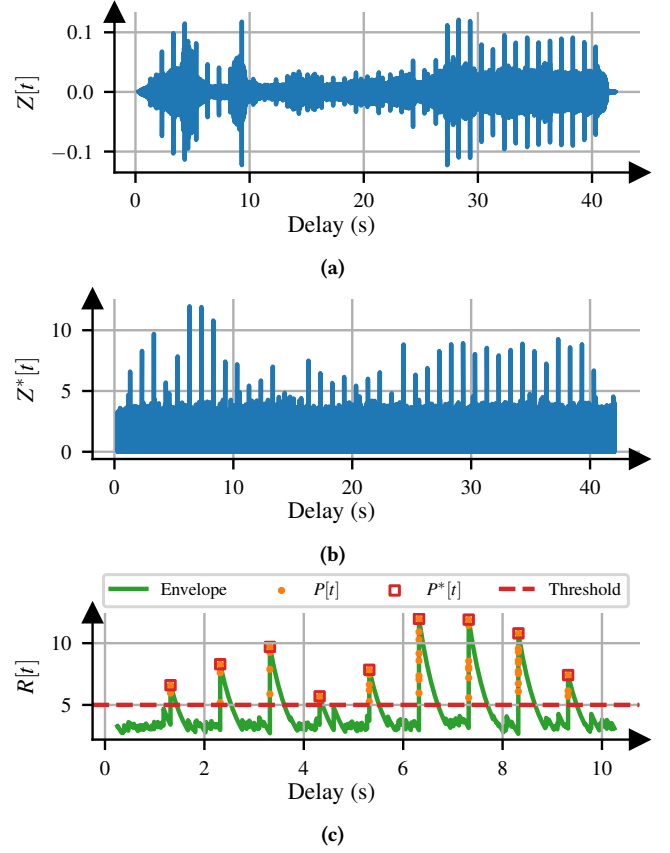 0.1
0.0
−0.1
Z[t]
0 10 20 30 40
Delay (s)
(a)
10
5
0
Z*[t]
0 10 20 30 40
Delay (s)
(b)
Envelope P[t] P*[t] Threshold
10
5
R[t]
0 2 4 6 8 10
Delay (s)
(c)